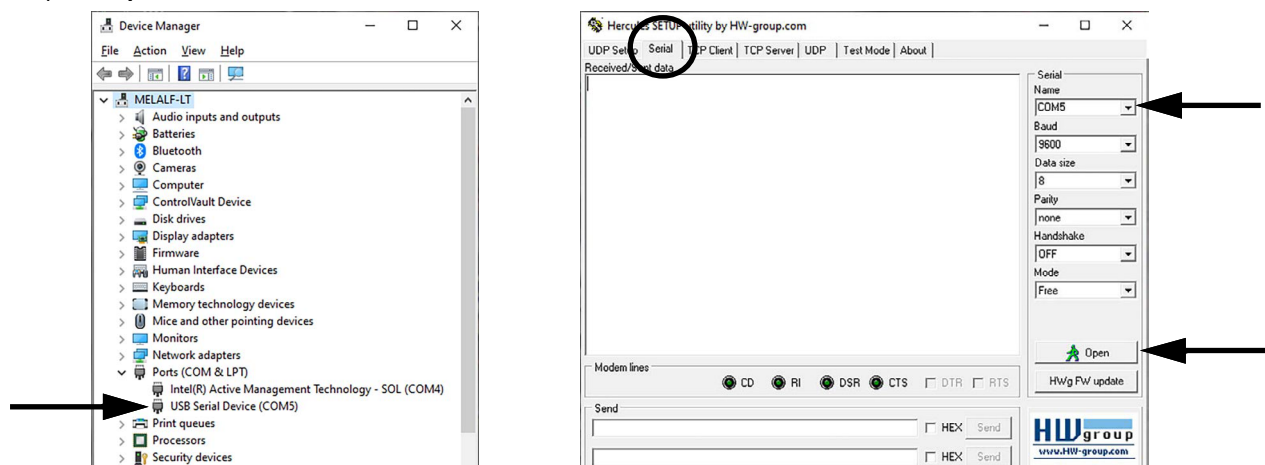 Device Manager
File Action View Help
MELALF-LT
Audio inputs and outputs
Batteries
Bluetooth
Cameras
Computer
ControlVault Device
Disk drives
Display adapters
Firmware
Human Interface Devices
Keyboards
Memory technology devices
Mice and other pointing devices
Monitors
Network adapters
Ports (COM & LPT)
Intel(R) Active Management Technology - SOL (COM4)
USB Serial Device (COM5)
Print queues
Processors
Security devices
Hercules SETUP utility by HW-group.com
UDP Setup Serial TCP Client TCP Server UDP Test Mode About
Received/Sent data
Serial
Name
COM5
Baud
9600
Data size
8
Parity
none
Handshake
OFF
Mode
Free
Open
HWg FW update
Modem lines
CD RI DSR CTS DTR RTS
Send
HEX Send
HEX Send
HWgroup
www.HW-group.com